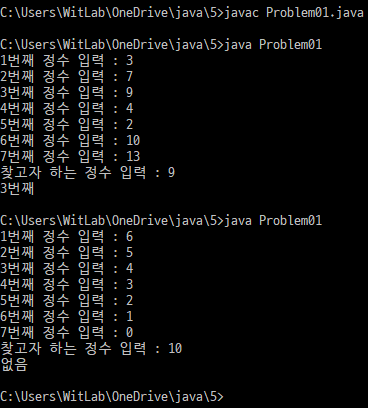 C:\Users\WitLab\OneDrive\java\5>javac Problem01.java
C:\Users\WitLab\OneDrive\java\5>java Problem01
1번째 정수 입력 : 3
2번째 정수 입력 : 7
3번째 정수 입력 : 9
4번째 정수 입력 : 4
5번째 정수 입력 : 2
6번째 정수 입력 : 10
7번째 정수 입력 : 13
찾고자 하는 정수 입력 : 9
3번째
C:\Users\WitLab\OneDrive\java\5>java Problem01
1번째 정수 입력 : 6
2번째 정수 입력 : 5
3번째 정수 입력 : 4
4번째 정수 입력 : 3
5번째 정수 입력 : 2
6번째 정수 입력 : 1
7번째 정수 입력 : 0
찾고자 하는 정수 입력 : 10
없음
C:\Users\WitLab\OneDrive\java\5>